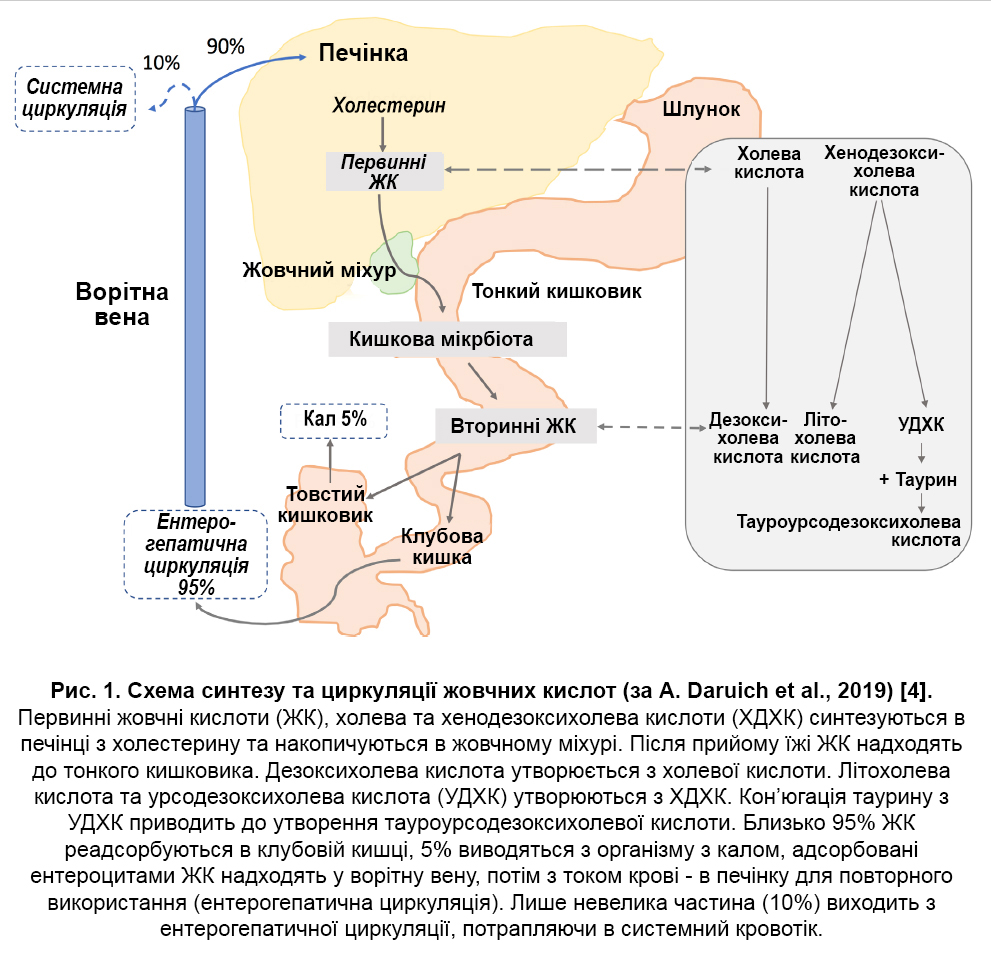 90%
Печінка
10%
Системна
циркуляція
Холестерин
Шлунок
Первинні
ЖК
Холева
кислота
Хенодезокси-
холева
кислота
Жовчний міхур
Тонкий кишковик
Ворітна
вена
Кишкова мікрбіота
Кал 5%
Вторинні ЖК
Дезокси-
холева
кислота
Літо-
холева
кислота
УДХК
+ Таурин
Тауроурсодезоксихолева
кислота
Товстий
кишковик
Клубова
кишка
Ентеро-
гепатична
циркуляція
95%
Рис. 1. Схема синтезу та циркуляції жовчних кислот (за A. Daruich et al., 2019) [4].
Первинні жовчні кислоти (ЖК), холева та хенодезоксихолева кислоти (ХДХК) синтезуються в
печінці з холестерину та накопичуються в жовчному міхурі. Після прийому їжі ЖК надходять
до тонкого кишковика. Дезоксихолева кислота утворюється з холевої кислоти. Літохолева
кислота та урсодезоксихолева кислота (УДХК) утворюються з ХДХК. Кон’югація таурину з
УДХК приводить до утворення тауроурсодезоксихолевої кислоти. Близько 95% ЖК
реадсорбуються в клубовій кишці, 5% виводяться з організму з калом, адсорбовані
ентероцитами ЖК надходять у ворітну вену, потім з током крові - в печінку для повторного
використання (ентерогепатична циркуляція). Лише невелика частина (10%) виходить з
ентерогепатичної циркуляції, потрапляючи в системний кровотік.